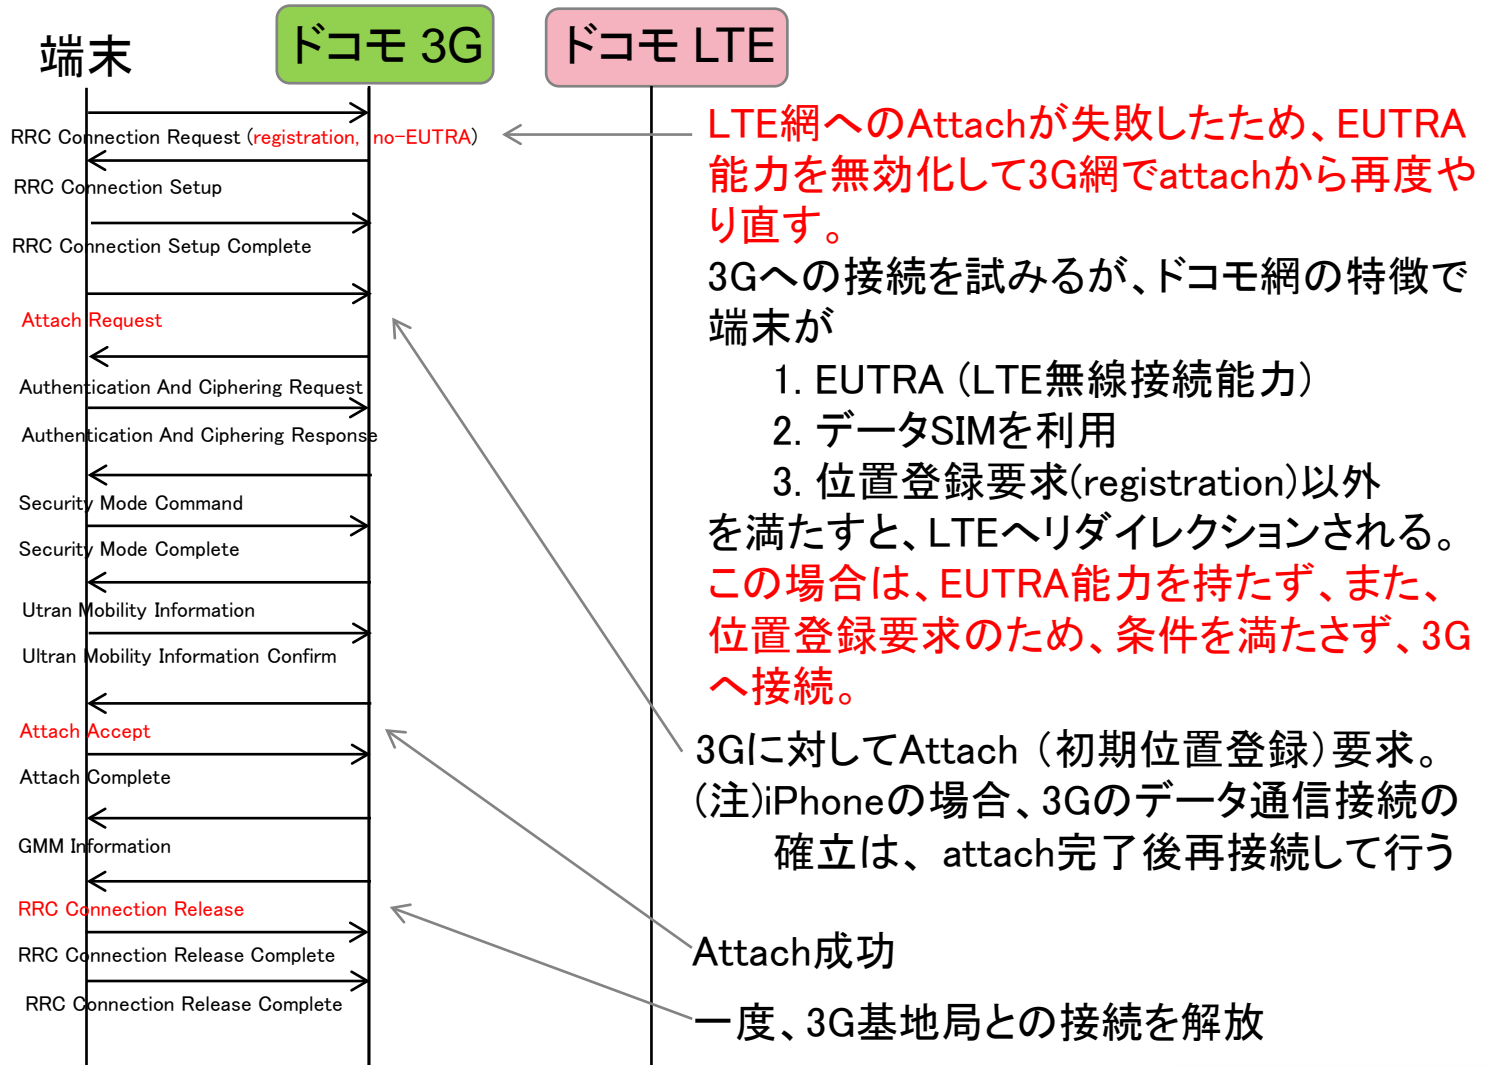 端末
ドコモ 3G
ドコモ LTE
RRC Connection Request (registration, no-EUTRA)
RRC Connection Setup
RRC Connection Setup Complete
Attach Request
Authentication And Ciphering Request
Authentication And Ciphering Response
Security Mode Command
Security Mode Complete
Utran Mobility Information
Ultran Mobility Information Confirm
Attach Accept
Attach Complete
GMM Information
RRC Connection Release
RRC Connection Release Complete
RRC Connection Release Complete
LTE網へのAttachが失敗したため、EUTRA
能力を無効化して3G網でattachから再度や
り直す。
3Gへの接続を試みるが、ドコモ網の特徴で
端末が
1. EUTRA (LTE無線接続能力)
2. データSIMを利用
3. 位置登録要求(registration)以外
を満たすと、LTEへリダイレクションされる。
この場合は、EUTRA能力を持たず、また、
位置登録要求のため、条件を満たさず、3G
へ接続。
3Gに対してAttach (初期位置登録)要求。
(注)iPhoneの場合、3Gのデータ通信接続の
確立は、attach完了後再接続して行う
Attach成功
一度、3G基地局との接続を解放